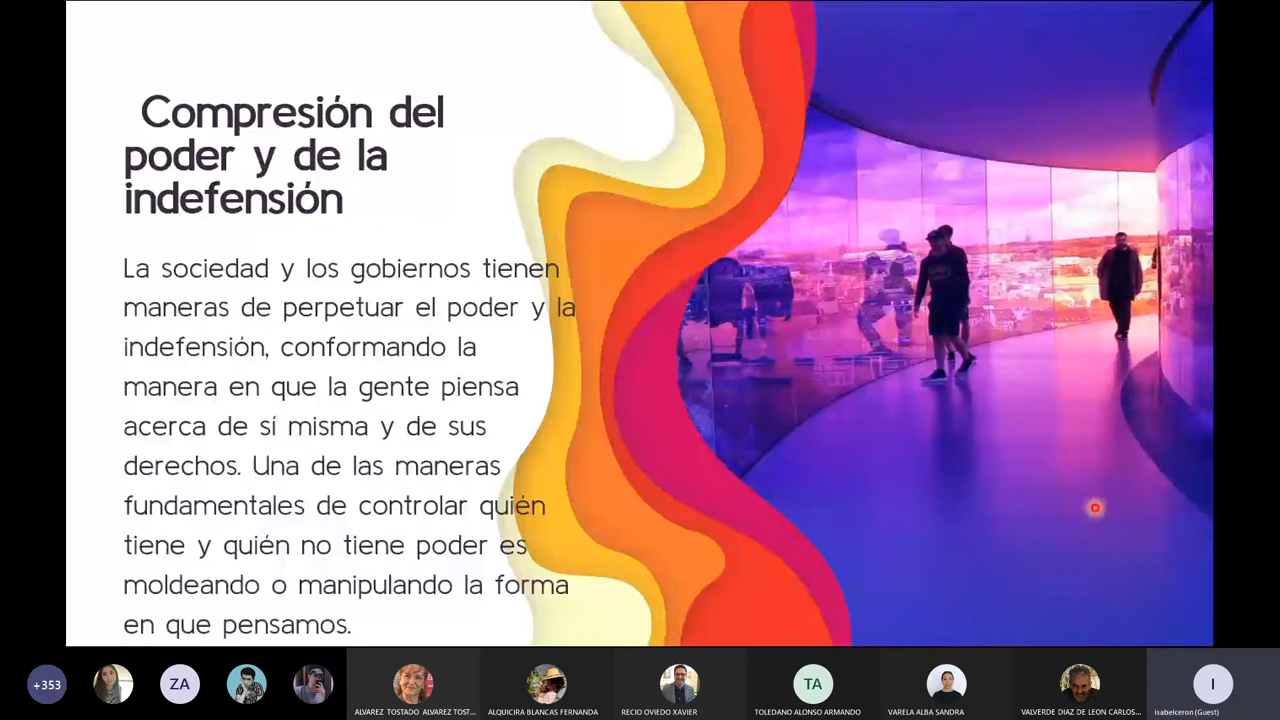 Compresión del
poder y de la
indefensión
La sociedad y los gobiernos tienen
maneras de perpetuar el poder y la
indefensión, conformando la
manera en que la gente piensa
acerca de sí misma y de sus
derechos. Una de las maneras
fundamentales de controlar quién
tiene y quién no tiene poder es
moldeando o manipulando la forma
en que pensamos.
+353
ZA
TA
I
ALVAREZ TOSTADO ALVAREZ TOST...
ALQUICIRA BLANCAS FERNANDA
RECIO OVIEDO XAVIER
TOLEDANO ALONSO ARMANDO
VARELA ALBA SANDRA
VALVERDE DIAZ DE LEON CARLOS...
isabelceron (Guest)